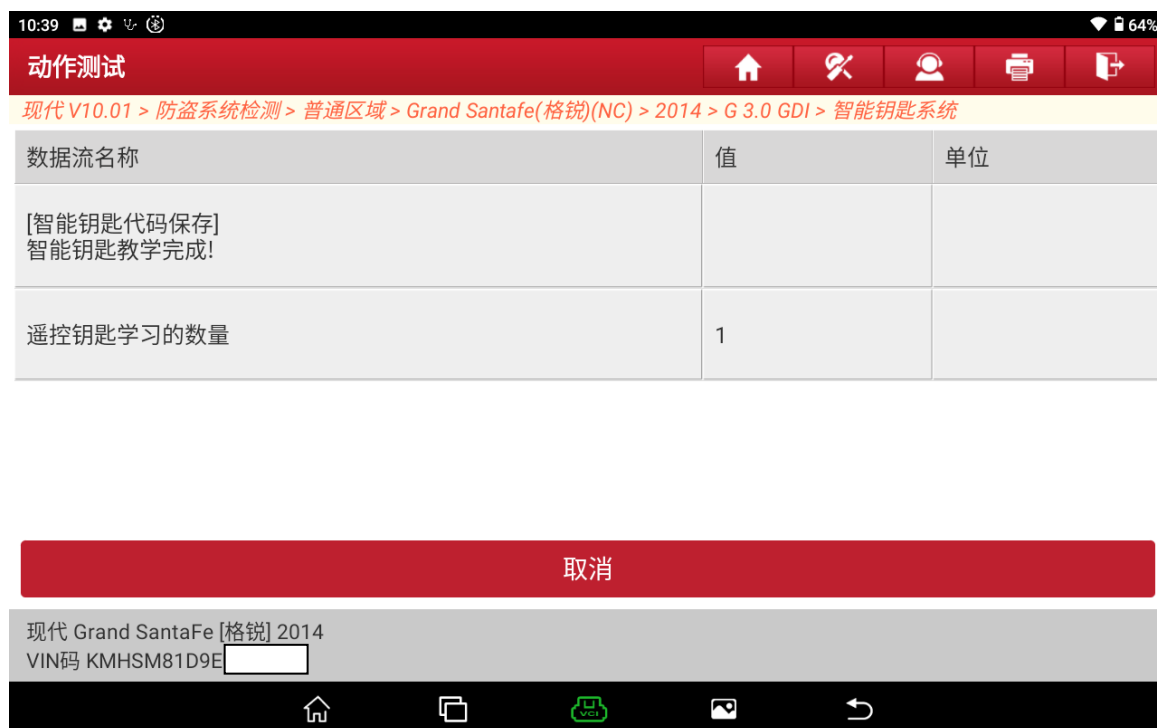 10:39
64%
动作测试
现代 V10.01 > 防盗系统检测 > 普通区域 > Grand Santafe(格锐)(NC) > 2014 > G 3.0 GDI > 智能钥匙系统
数据流名称 值 单位
[智能钥匙代码保存]
智能钥匙教学完成!
遥控钥匙学习的数量 1
取消
现代 Grand SantaFe [格锐] 2014
VIN码 KMHSM81D9E
VCI